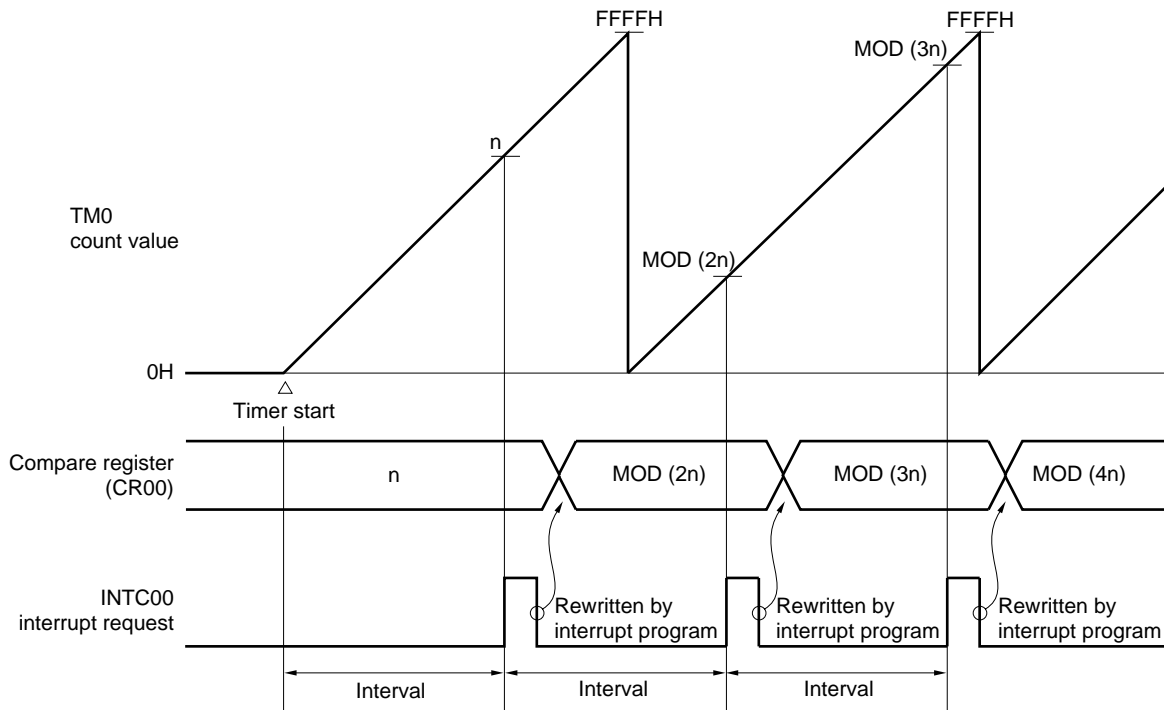 FFFFH
FFFFH
MOD (3n)
n
TM0
count value
MOD (2n)
0H
Timer start
Compare register
(CR00)
n
MOD (2n)
MOD (3n)
MOD (4n)
INTC00
interrupt request
Rewritten by
interrupt program
Rewritten by
interrupt program
Rewritten by
interrupt program
Interval
Interval
Interval